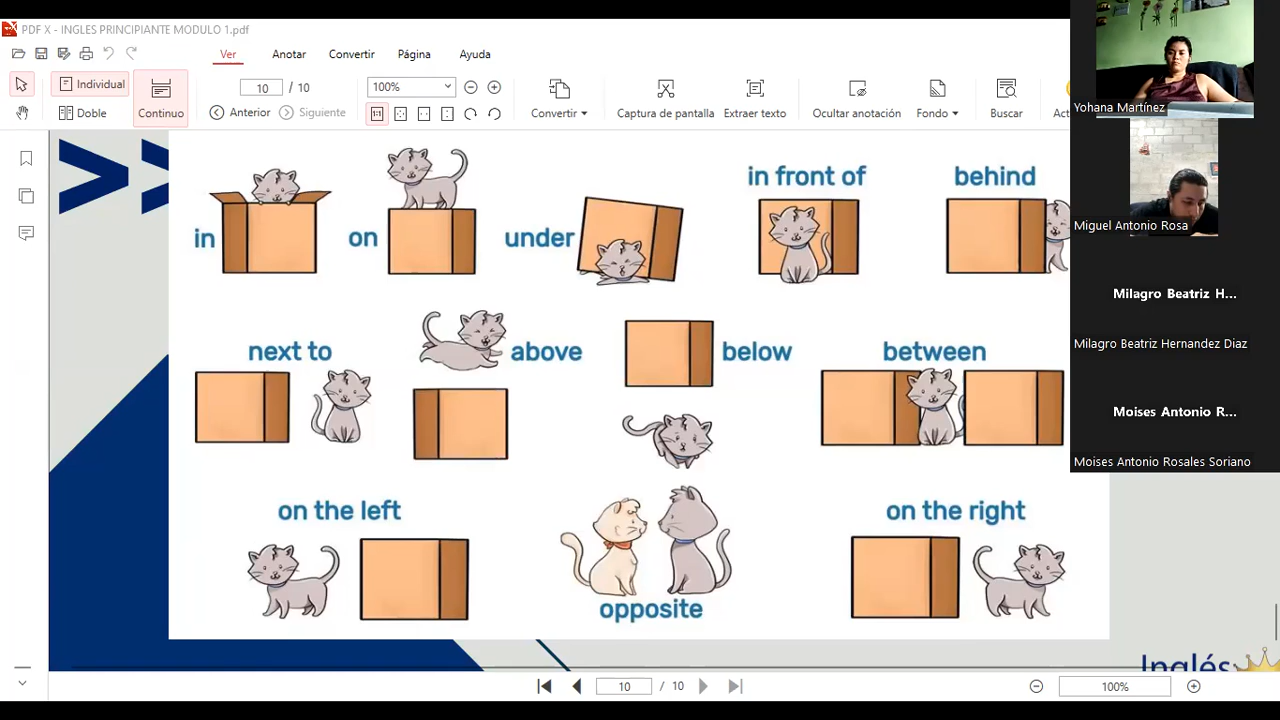 PDF X - INGLES PRINCIPIANTE MODULO 1.pdf
Ver Anotar Convertir Página Ayuda
Individual
Doble
Continuo
10 / 10
Anterior Siguiente
100%
Convertir
Captura de pantalla
Extraer texto
Ocultar anotación
Fondo
Buscar
Act
Yohana Martínez
Miguel Antonio Rosa
Milagro Beatriz H...
Milagro Beatriz Hernandez Diaz
Moises Antonio R...
Moises Antonio Rosales Soriano
in
on
under
in front of
behind
next to
above
below
between
on the left
opposite
on the right
Inglés
10 / 10
100%